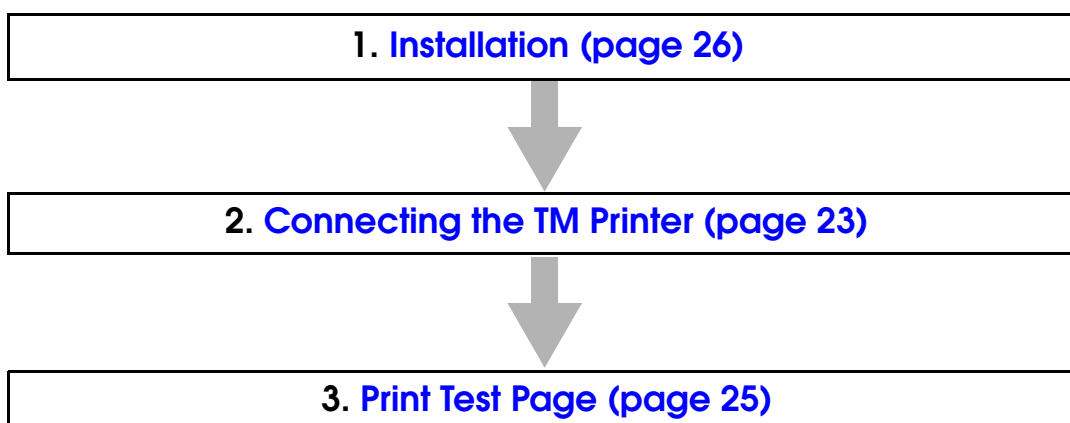 1. Installation (page 26)
2. Connecting the TM Printer (page 23)
3. Print Test Page (page 25)